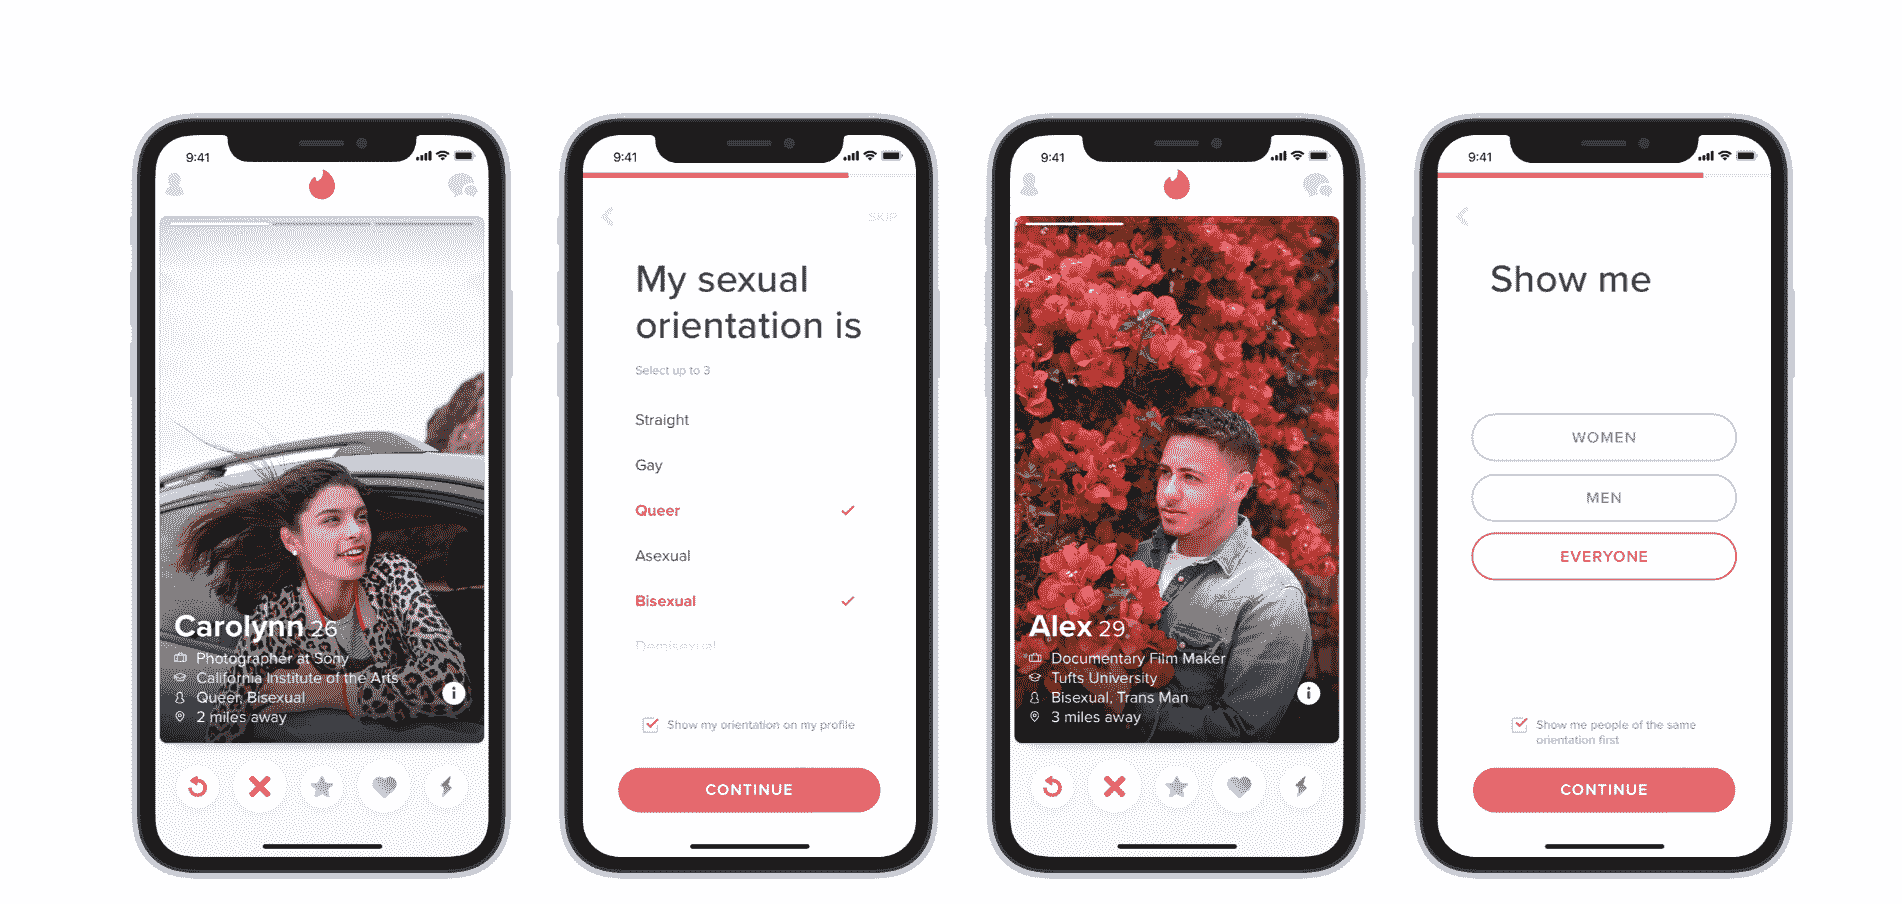 9:41
Carolynn 26
Photographer at Sony
California Institute of the Arts
Queer, Bisexual
2 miles away
9:41
SKIP
My sexual
orientation is
Select up to 3
Straight
Gay
Queer
Asexual
Bisexual
Demisexual
Show my orientation on my profile
CONTINUE
9:41
Alex 29
Documentary Film Maker
Tufts University
Bisexual, Trans Man
3 miles away
9:41
Show me
WOMEN
MEN
EVERYONE
Show me people of the same
orientation first
CONTINUE